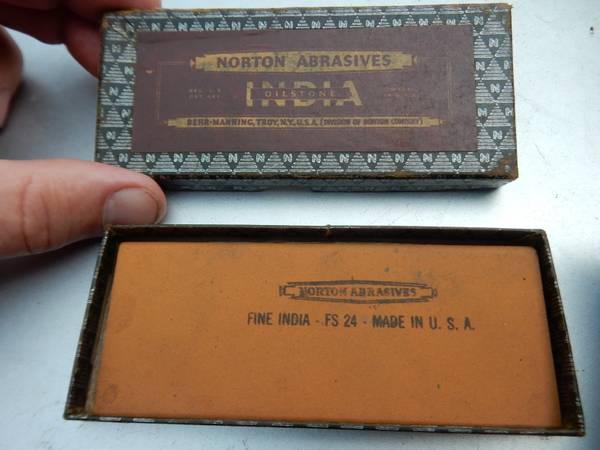 NORTON ABRASIVES
INDIA
OILSTONE
BEHR-MANNING, TROY, N.Y., U.S.A. (DIVISION OF NORTON COMPANY)
NORTON ABRASIVES
FINE INDIA - FS 24 - MADE IN U. S. A.